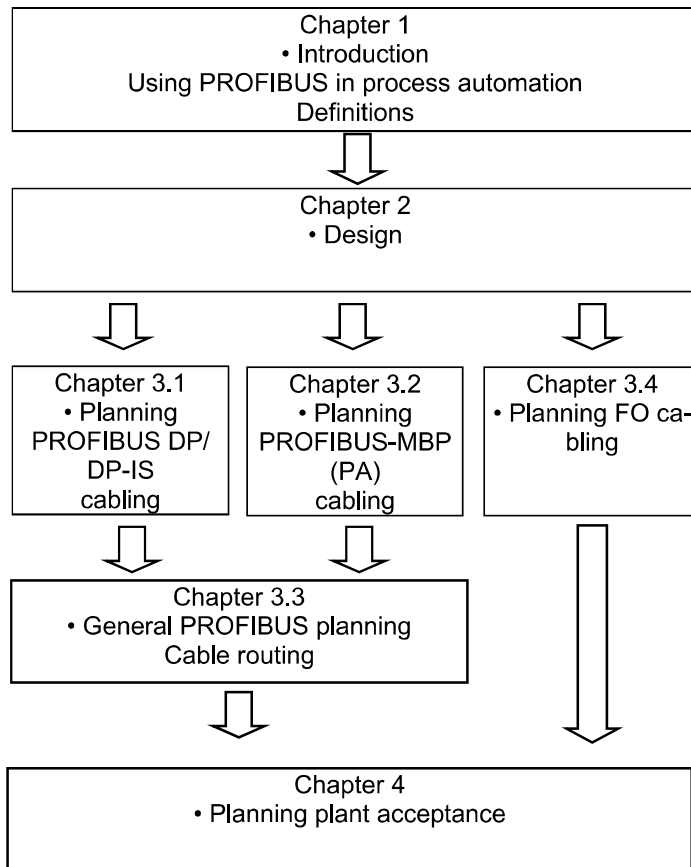 Chapter 1
• Introduction
Using PROFIBUS in process automation
Definitions
Chapter 2
• Design
Chapter 3.1
• Planning
PROFIBUS DP/
DP-IS
cabling
Chapter 3.2
• Planning
PROFIBUS-MBP
(PA)
cabling
Chapter 3.4
• Planning FO ca-
bling
Chapter 3.3
• General PROFIBUS planning
Cable routing
Chapter 4
• Planning plant acceptance